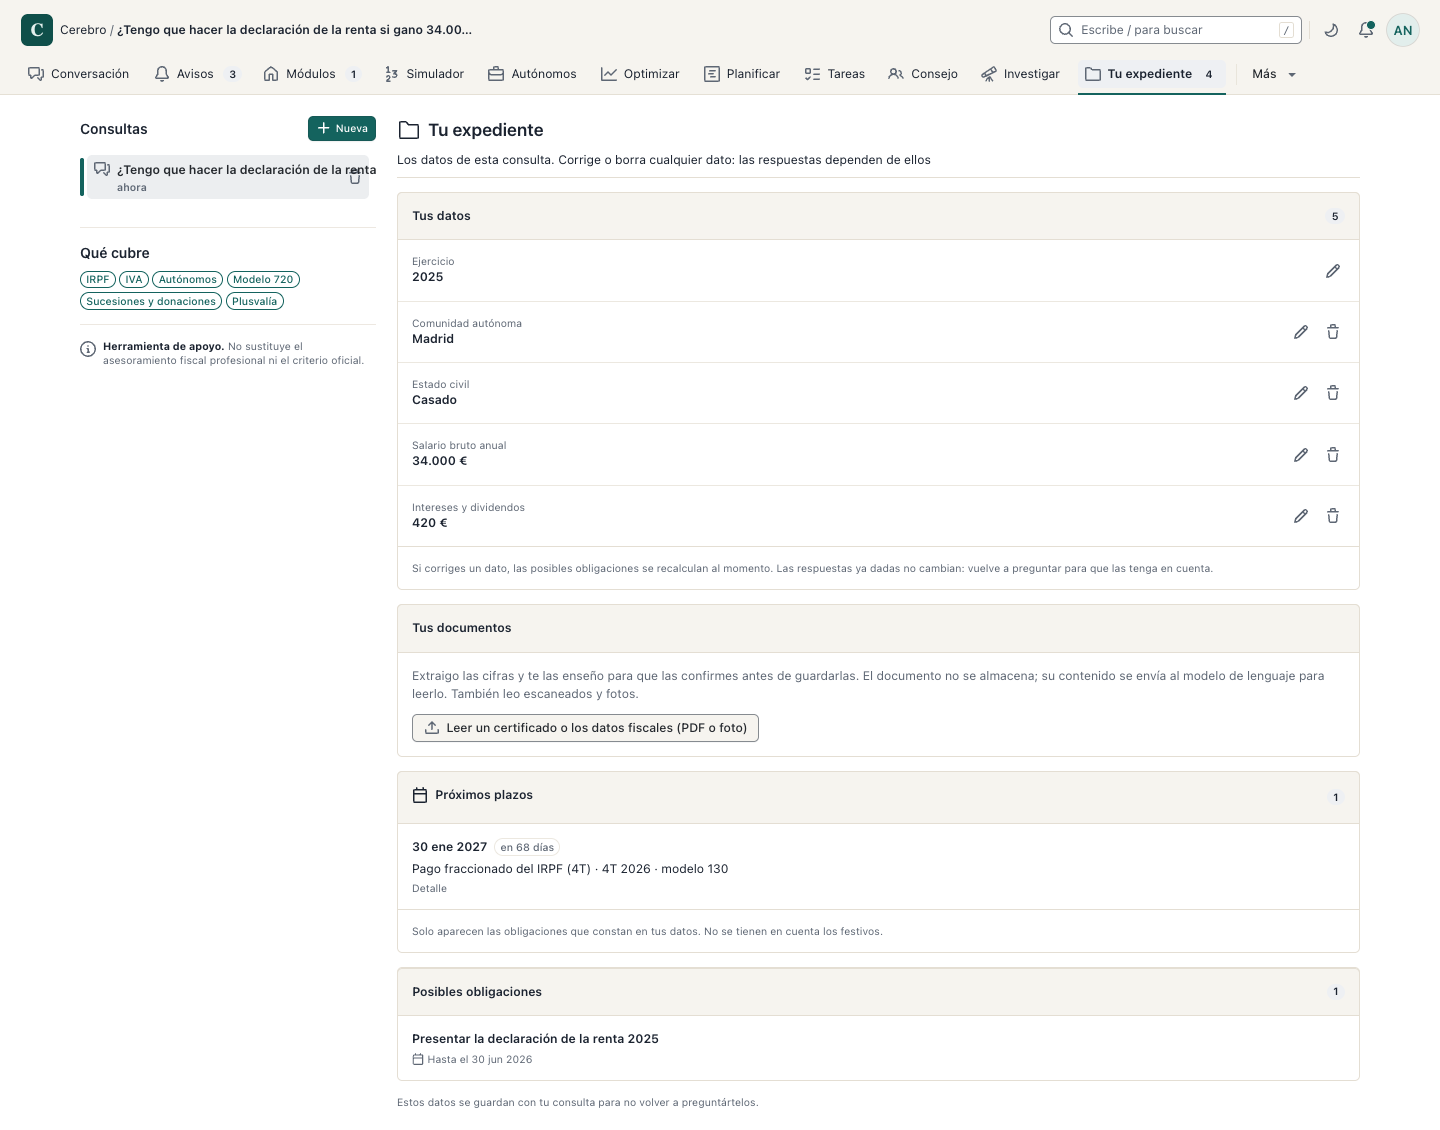 C Cerebro / ¿Tengo que hacer la declaración de la renta si gano 34.00...
Escribe / para buscar /
AN
Conversación
Avisos 3
Módulos 1
Simulador
Autónomos
Optimizar
Planificar
Tareas
Consejo
Investigar
Tu expediente 4
Más
Consultas
Nueva
¿Tengo que hacer la declaración de la renta
ahora
Qué cubre
IRPF IVA Autónomos Modelo 720
Sucesiones y donaciones Plusvalía
Herramienta de apoyo. No sustituye el
asesoramiento fiscal profesional ni el criterio oficial.
Tu expediente
Los datos de esta consulta. Corrige o borra cualquier dato: las respuestas dependen de ellos
Tus datos 5
Ejercicio
2025
Comunidad autónoma
Madrid
Estado civil
Casado
Salario bruto anual
34.000 €
Intereses y dividendos
420 €
Si corriges un dato, las posibles obligaciones se recalculan al momento. Las respuestas ya dadas no cambian: vuelve a preguntar para que las tenga en cuenta.
Tus documentos
Extraigo las cifras y te las enseño para que las confirmes antes de guardarlas. El documento no se almacena; su contenido se envía al modelo de lenguaje para
leerlo. También leo escaneados y fotos.
Leer un certificado o los datos fiscales (PDF o foto)
Próximos plazos 1
30 ene 2027 en 68 días
Pago fraccionado del IRPF (4T) · 4T 2026 · modelo 130
Detalle
Solo aparecen las obligaciones que constan en tus datos. No se tienen en cuenta los festivos.
Posibles obligaciones 1
Presentar la declaración de la renta 2025
Hasta el 30 jun 2026
Estos datos se guardan con tu consulta para no volver a preguntártelos.